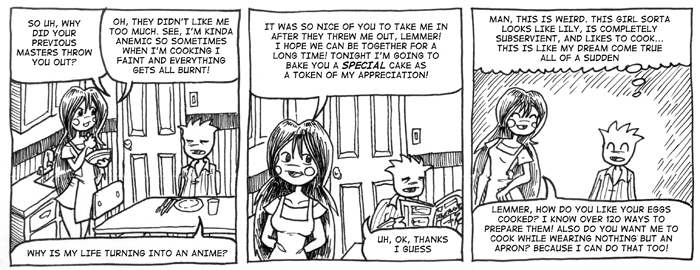 SO UH, WHY
DID YOUR
PREVIOUS
MASTERS THROW
YOU OUT?
OH, THEY DIDN'T LIKE ME
TOO MUCH. SEE, I'M KINDA
ANEMIC SO SOMETIMES
WHEN I'M COOKING I
FAINT AND EVERYTHING
GETS ALL BURNT!
WHY IS MY LIFE TURNING INTO AN ANIME?
IT WAS SO NICE OF YOU TO TAKE ME IN
AFTER THEY THREW ME OUT, LEMMER!
I HOPE WE CAN BE TOGETHER FOR A
LONG TIME! TONIGHT I'M GOING TO
BAKE YOU A SPECIAL CAKE AS
A TOKEN OF MY APPRECIATION!
UH, OK, THANKS
I GUESS
MAN, THIS IS WEIRD. THIS GIRL SORTA
LOOKS LIKE LILY, IS COMPLETELY
SUBSERVIENT, AND LIKES TO COOK...
THIS IS LIKE MY DREAM COME TRUE
ALL OF A SUDDEN
LEMMER, HOW DO YOU LIKE YOUR EGGS
COOKED? I KNOW OVER 120 WAYS TO
PREPARE THEM! ALSO DO YOU WANT ME TO
COOK WHILE WEARING NOTHING BUT AN
APRON? BECAUSE I CAN DO THAT TOO!